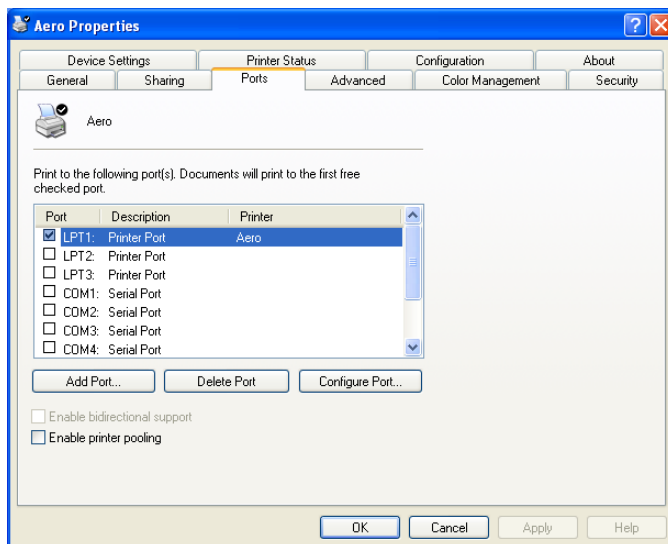 Aero Properties
Device Settings Printer Status Configuration About
General Sharing Ports Advanced Color Management Security
Aero
Print to the following port(s). Documents will print to the first free
checked port.
Port Description Printer
LPT1: Printer Port Aero
LPT2: Printer Port
LPT3: Printer Port
COM1: Serial Port
COM2: Serial Port
COM3: Serial Port
COM4: Serial Port
Add Port... Delete Port Configure Port...
Enable bidirectional support
Enable printer pooling
OK Cancel Apply Help